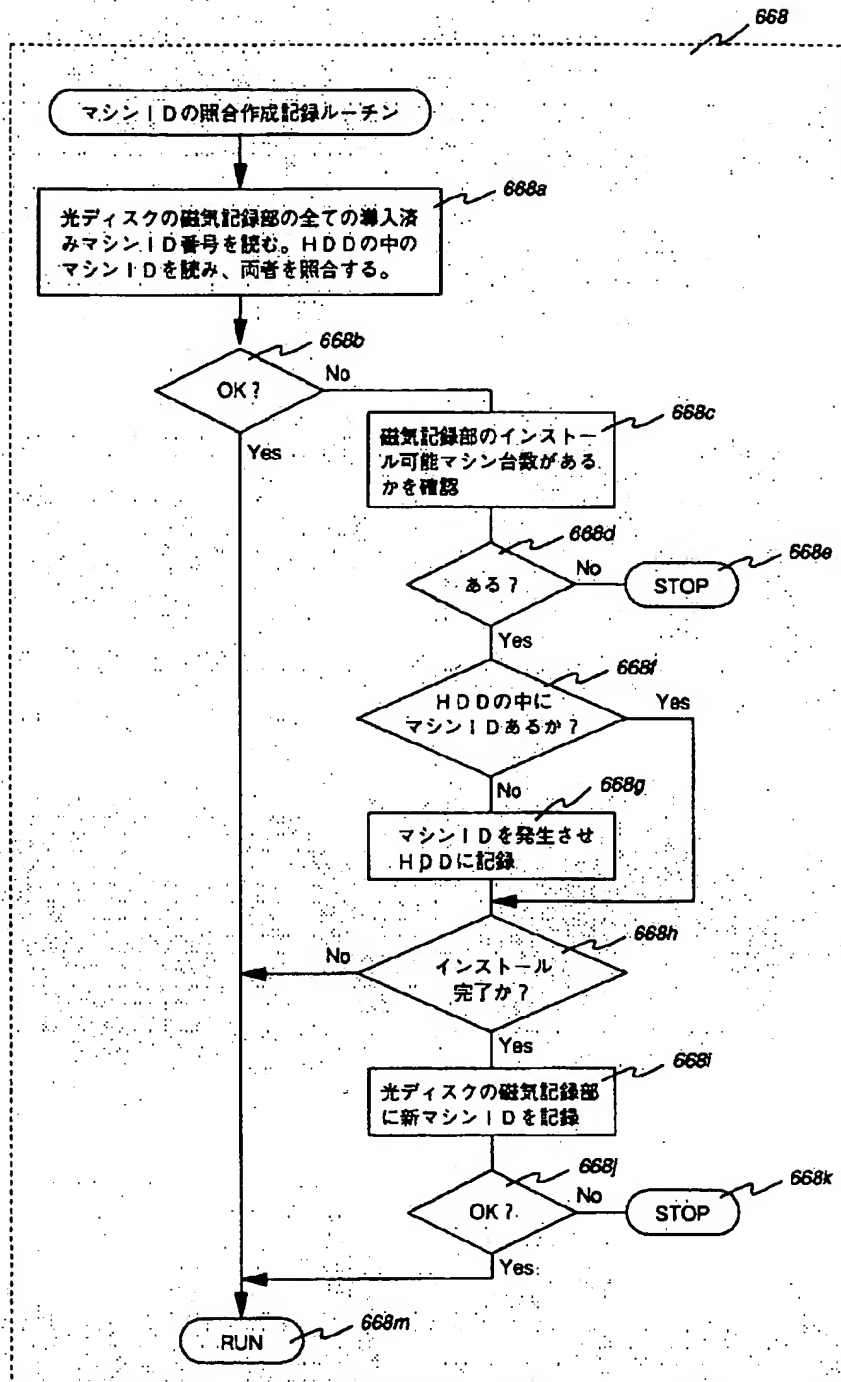 668
マシンIDの照合作成記録ルーチン
668a
光ディスクの磁気記録部の全ての導入済
みマシンID番号を読む。HDDの中の
マシンIDを読み、両者を照合する。
668b
OK?
No
Yes
668c
磁気記録部のインストー
ル可能マシン台数がある
かを確認
668d
ある?
No
668e
STOP
Yes
668f
HDDの中に
マシンIDあるか?
Yes
No
668g
マシンIDを発生させ
HDDに記録
668h
No
インストール
完了か?
Yes
668i
光ディスクの磁気記録部
に新マシンIDを記録
668j
OK?
No
668k
STOP
Yes
RUN
668m